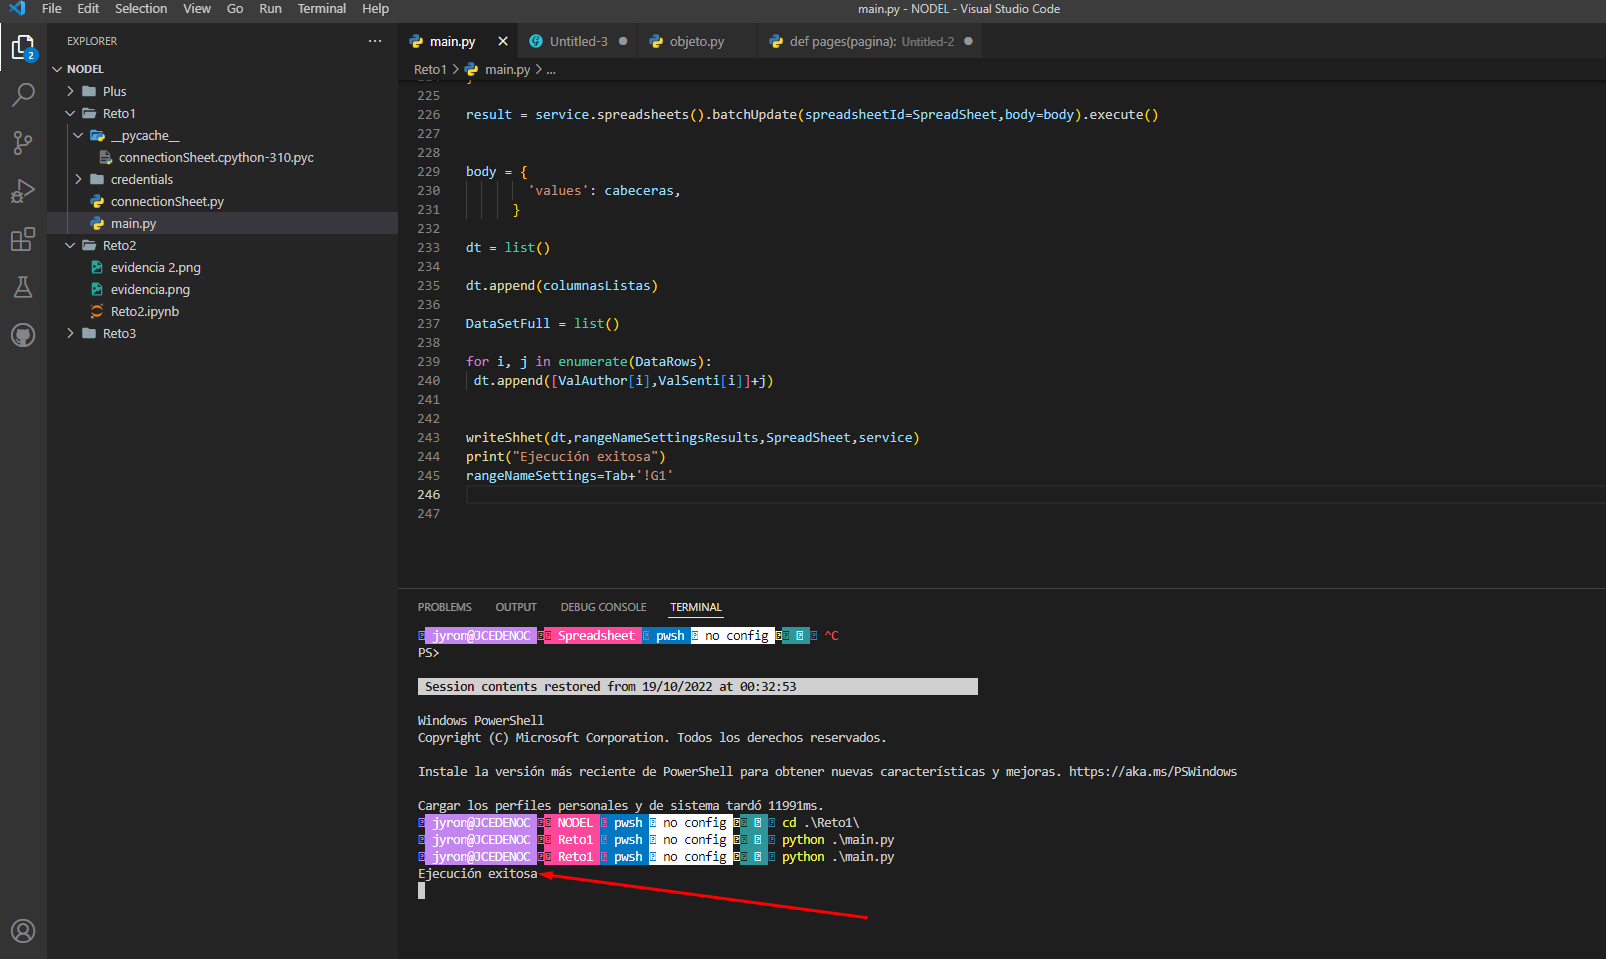 File Edit Selection View Go Run Terminal Help
main.py - NODEL - Visual Studio Code
EXPLORER
2
NODEL
Plus
Reto1
__pycache__
connectionSheet.cpython-310.pyc
credentials
connectionSheet.py
main.py
Reto2
evidencia 2.png
evidencia.png
Reto2.ipynb
Reto3
main.py Untitled-3 objeto.py def pages(pagina): Untitled-2
Reto1 > main.py > ...
225
226 result = service.spreadsheets().batchUpdate(spreadsheetId=SpreadSheet,body=body).execute()
227
228
229 body = {
230 'values': cabeceras,
231 }
232
233 dt = list()
234
235 dt.append(columnasListas)
236
237 DataSetFull = list()
238
239 for i, j in enumerate(DataRows):
240 dt.append([ValAuthor[i],ValSenti[i]]+j)
241
242
243 writeShhet(dt,rangeNameSettingsResults,SpreadSheet,service)
244 print("Ejecución exitosa")
245 rangeNameSettings=Tab+'!G1'
246
247
PROBLEMS OUTPUT DEBUG CONSOLE TERMINAL
jyron@JCEDENOC Spreadsheet pwsh no config ^C
PS>
Session contents restored from 19/10/2022 at 00:32:53
Windows PowerShell
Copyright (C) Microsoft Corporation. Todos los derechos reservados.
Instale la versión más reciente de PowerShell para obtener nuevas características y mejoras. https://aka.ms/PSWindows
Cargar los perfiles personales y de sistema tardó 11991ms.
jyron@JCEDENOC NODEL pwsh no config cd .\Reto1\
jyron@JCEDENOC Reto1 pwsh no config python .\main.py
jyron@JCEDENOC Reto1 pwsh no config python .\main.py
Ejecución exitosa